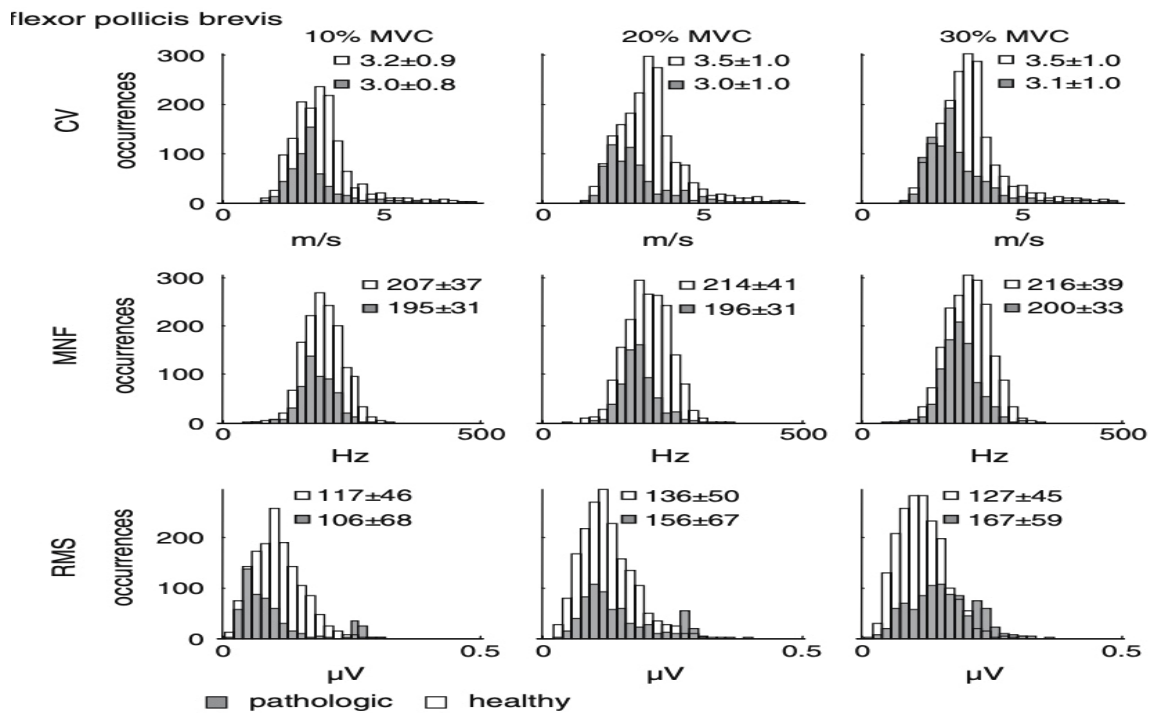 flexor pollicis brevis
10% MVC 20% MVC 30% MVC
300 3.2±0.9 3.5±1.0 3.5±1.0
3.0±0.8 3.0±1.0 3.1±1.0
200
CV
occurrences
100
0
0 5 0 5 0 5
m/s m/s m/s
300 207±37 214±41 216±39
195±31 196±31 200±33
200
MNF
occurrences
100
0
0 500 0 500 0 500
Hz Hz Hz
117±46 136±50 127±45
106±68 156±67 167±59
200
RMS
occurrences
100
0
0 0.5 0 0.5 0 0.5
µV µV µV
pathologic healthy